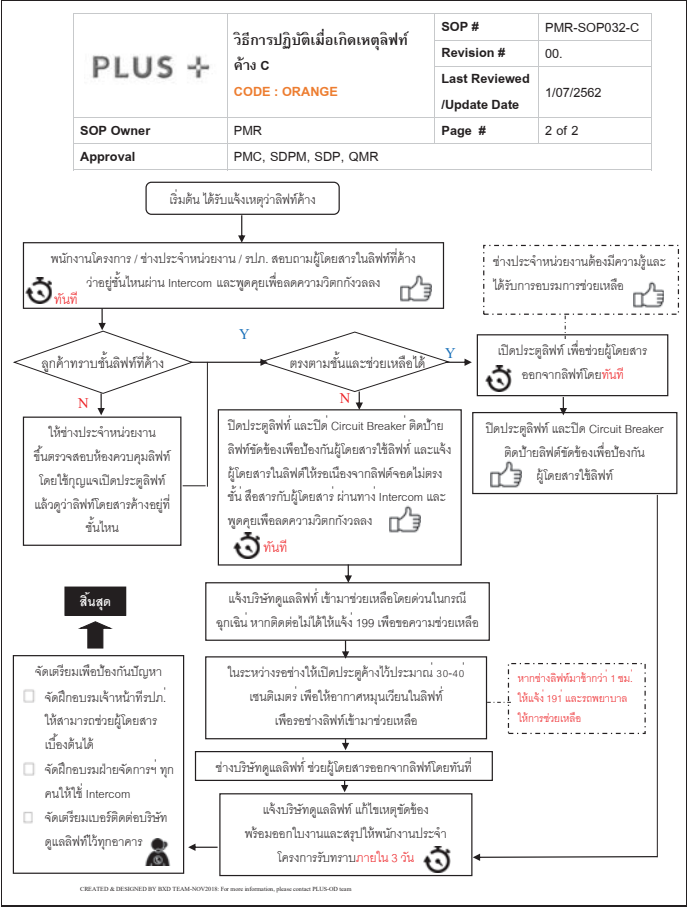 PLUS +
วิธีการปฏิบัติเมื่อเกิดเหตุลิฟท์
ค้าง C
CODE : ORANGE
SOP # PMR-SOP032-C
Revision # 00.
Last Reviewed
/Update Date 1/07/2562
SOP Owner PMR Page # 2 of 2
Approval PMC, SDPM, SDP, QMR
เริ่มต้น ได้รับแจ้งเหตุว่าลิฟท์ค้าง
พนักงานโครงการ / ช่างประจำหน่วยงาน / รปภ. สอบถามผู้โดยสารในลิฟท์ที่ค้าง
ว่าอยู่ชั้นไหนผ่าน Intercom และพูดคุยเพื่อลดความวิตกกังวลลง
ทันที
ช่างประจำหน่วยงานต้องมีความรู้และ
ได้รับการอบรมการช่วยเหลือ
ลูกค้าทราบชั้นลิฟท์ที่ค้าง
Y
ตรงตามชั้นและช่วยเหลือได้
Y
เปิดประตูลิฟท์ เพื่อช่วยผู้โดยสาร
ออกจากลิฟท์โดยทันที
N
N
ให้ช่างประจำหน่วยงาน
ขึ้นตรวจสอบห้องควบคุมลิฟท์
โดยใช้กุญแจเปิดประตูลิฟท์
แล้วดูว่าลิฟท์โดยสารค้างอยู่ที่
ชั้นไหน
ปิดประตูลิฟท์ และปิด Circuit Breaker ติดป้าย
ลิฟท์ขัดข้องเพื่อป้องกันผู้โดยสารใช้ลิฟท์ และแจ้ง
ผู้โดยสารในลิฟต์ให้รอเนื่องจากลิฟต์จอดไม่ตรง
ชั้น สื่อสารกับผู้โดยสาร ผ่านทาง Intercom และ
พูดคุยเพื่อลดความวิตกกังวลลง
ทันที
ปิดประตูลิฟท์ และปิด Circuit Breaker
ติดป้ายลิฟต์ขัดข้องเพื่อป้องกัน
ผู้โดยสารใช้ลิฟท์
แจ้งบริษัทดูแลลิฟท์ เข้ามาช่วยเหลือโดยด่วนในกรณี
ฉุกเฉิน หากติดต่อไม่ได้ให้แจ้ง 199 เพื่อขอความช่วยเหลือ
สิ้นสุด
ในระหว่างรอช่างให้เปิดประตูค้างไว้ประมาณ 30-40
เซนติเมตร เพื่อให้อากาศหมุนเวียนในลิฟท์
เพื่อรอช่างลิฟท์เข้ามาช่วยเหลือ
หากช่างลิฟท์มาช้ากว่า 1 ชม.
ให้แจ้ง 191 และรถพยาบาล
ให้การช่วยเหลือ
ช่างบริษัทดูแลลิฟท์ ช่วยผู้โดยสารออกจากลิฟท์โดยทันที
แจ้งบริษัทดูแลลิฟท์ แก้ไขเหตุขัดข้อง
พร้อมออกใบงานและสรุปให้พนักงานประจำ
โครงการรับทราบภายใน 3 วัน
จัดเตรียมเพื่อป้องกันปัญหา
จัดฝึกอบรมเจ้าหน้าที่รปภ.
ให้สามารถช่วยผู้โดยสาร
เบื้องต้นได้
จัดฝึกอบรมฝ่ายจัดการฯ ทุก
คนให้ใช้ Intercom
จัดเตรียมเบอร์ติดต่อบริษัท
ดูแลลิฟท์ไว้ทุกอาคาร
CREATED & DESIGNED BY BXD TEAM-NOV2018: For more information, please contact PLUS-OD team